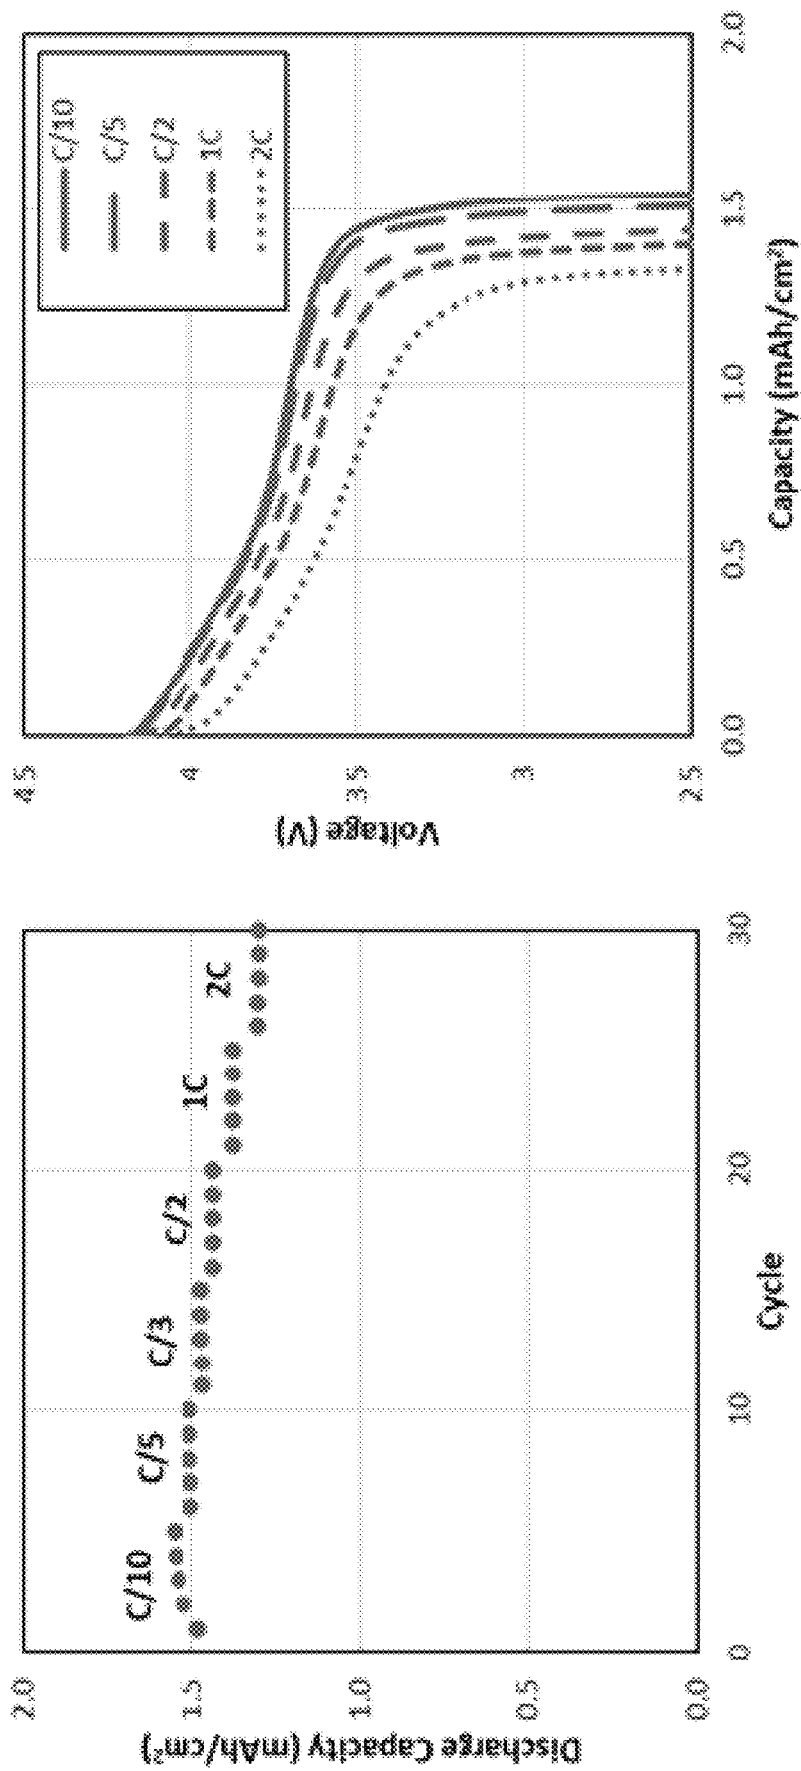 Discharge Capacity (mAh/cm²)
2.0
1.5
1.0
0.5
0.0
C/10
C/5
C/3
C/2
1C
2C
0
10
20
30
Cycle
Voltage (V)
4.5
4
3.5
3
2.5
C/10
C/5
C/2
1C
2C
0.0
0.5
1.0
1.5
2.0
Capacity (mAh/cm²)